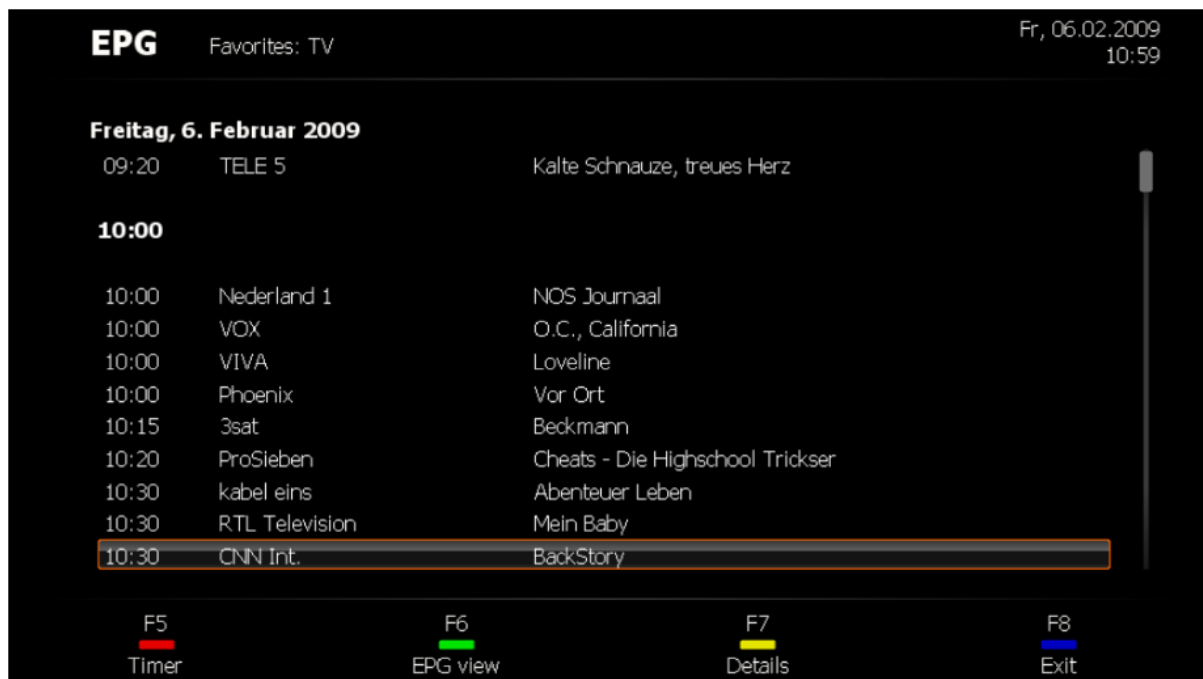 EPG Favorites: TV Fr, 06.02.2009
10:59
Freitag, 6. Februar 2009
09:20 TELE 5 Kalte Schnauze, treues Herz
10:00
10:00 Nederland 1 NOS Journaal
10:00 VOX O.C., California
10:00 VIVA Loveline
10:00 Phoenix Vor Ort
10:15 3sat Beckmann
10:20 ProSieben Cheats - Die Highschool Trickser
10:30 kabel eins Abenteuer Leben
10:30 RTL Television Mein Baby
10:30 CNN Int. BackStory
F5 F6 F7 F8
Timer EPG view Details Exit